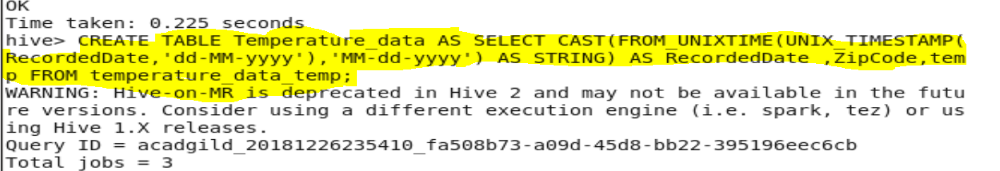 OK
Time taken: 0.225 seconds
hive> CREATE TABLE Temperature_data AS SELECT CAST(FROM_UNIXTIME(UNIX_TIMESTAMP(
RecordedDate,'dd-MM-yyyy'),'MM-dd-yyyy') AS STRING) AS RecordedDate ,ZipCode,tem
p FROM temperature_data_temp;
WARNING: Hive-on-MR is deprecated in Hive 2 and may not be available in the futu
re versions. Consider using a different execution engine (i.e. spark, tez) or us
ing Hive 1.X releases.
Query ID = acadgild_20181226235410_fa508b73-a09d-45d8-bb22-395196eec6cb
Total jobs = 3